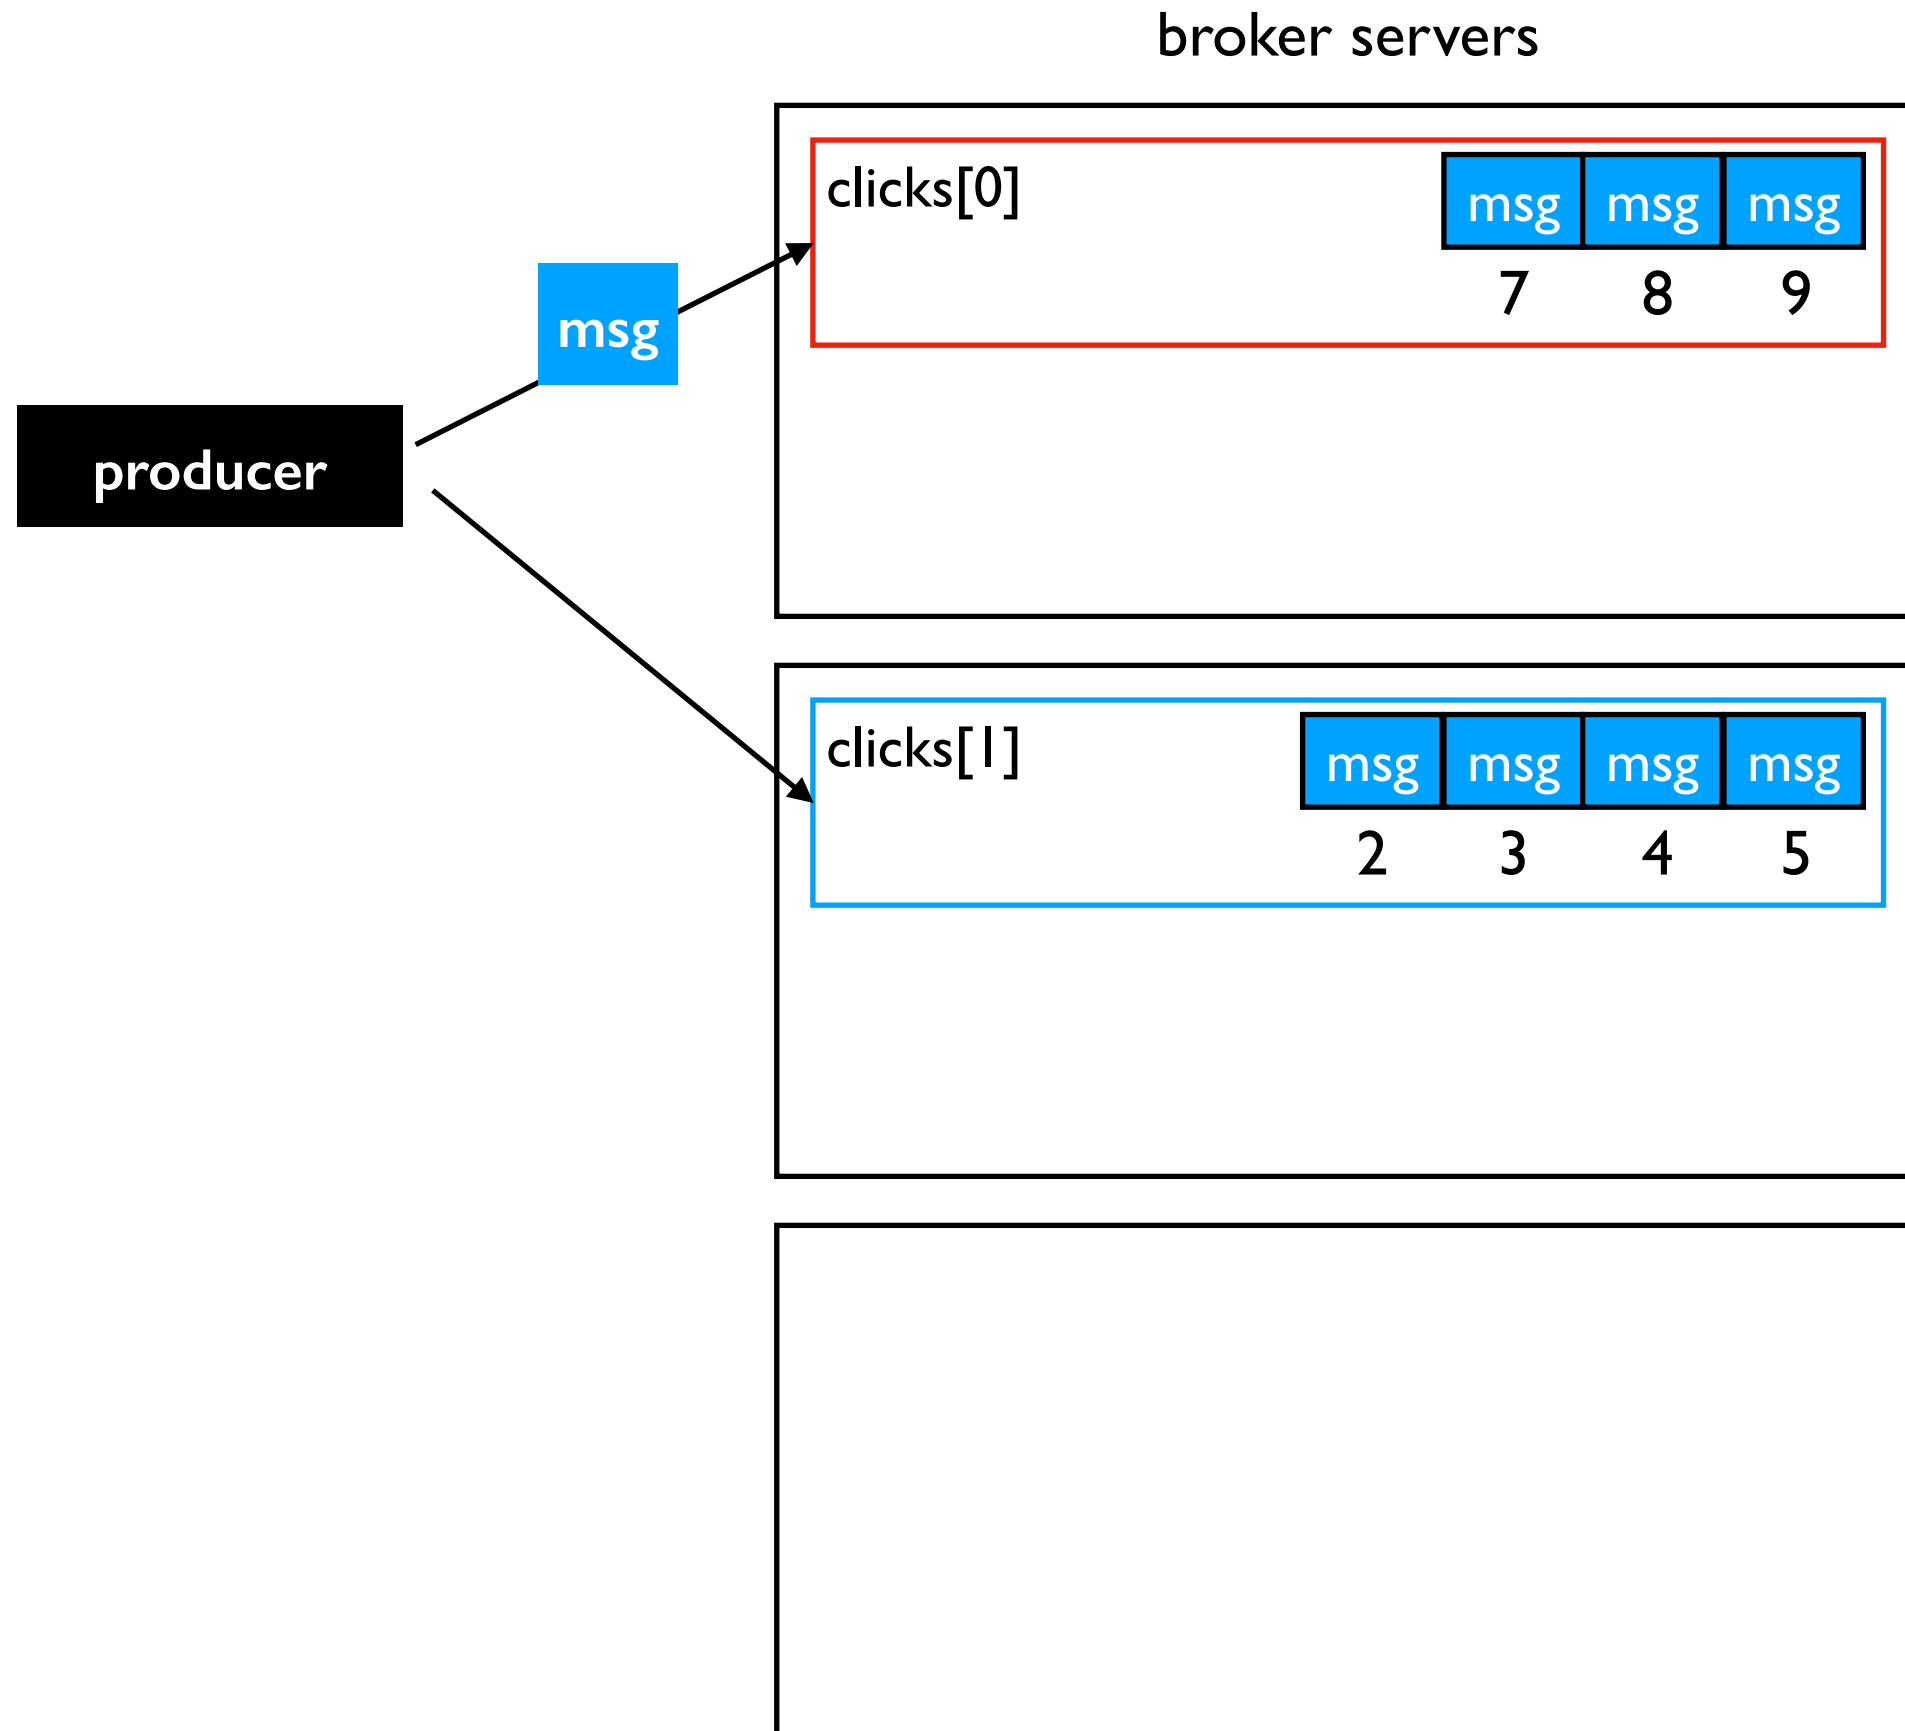 broker servers
clicks[0]
msg msg msg
7 8 9
msg
producer
clicks[1]
msg msg msg msg
2 3 4 5